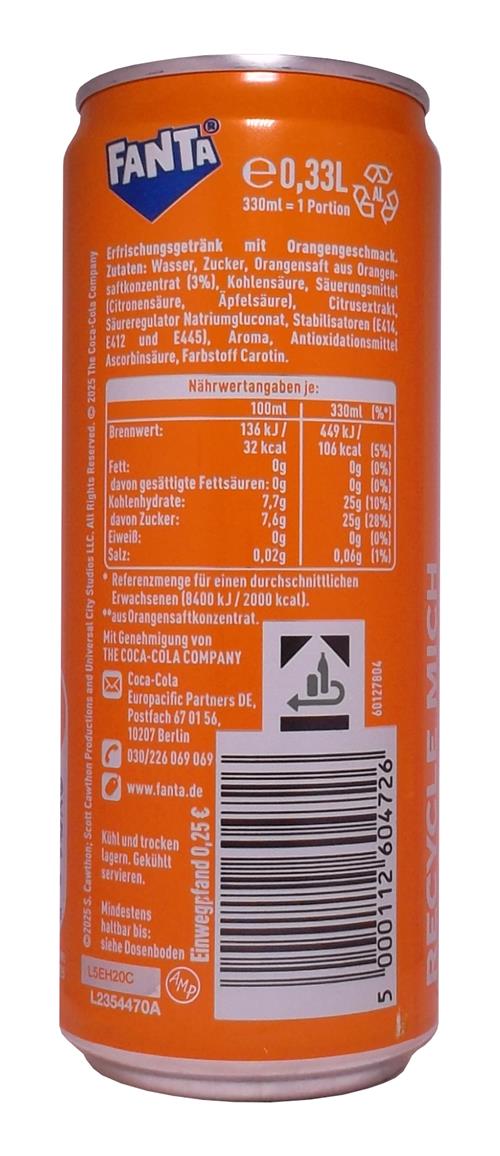 FANTA®
℮0,33L
330ml = 1 Portion
AL
Erfrischungsgetränk mit Orangengeschmack.
Zutaten: Wasser, Zucker, Orangensaft aus Orangen-
saftkonzentrat (3%), Kohlensäure, Säuerungsmittel
(Citronensäure, Äpfelsäure), Citrusextrakt,
Säureregulator Natriumgluconat, Stabilisatoren (E414,
E412 und E445), Aroma, Antioxidationsmittel
Ascorbinsäure, Farbstoff Carotin.
Nährwertangaben je:
100ml 330ml (%*)
Brennwert: 136 kJ / 449 kJ /
32 kcal 106 kcal (5%)
Fett: 0g 0g (0%)
davon gesättigte Fettsäuren: 0g 0g (0%)
Kohlenhydrate: 7,7g 25g (10%)
davon Zucker: 7,6g 25g (28%)
Eiweiß: 0g 0g (0%)
Salz: 0,02g 0,06g (1%)
* Referenzmenge für einen durchschnittlichen
Erwachsenen (8400 kJ / 2000 kcal).
**aus Orangensaftkonzentrat.
Mit Genehmigung von
THE COCA-COLA COMPANY
Coca-Cola
Europacific Partners DE,
Postfach 67 01 56,
10207 Berlin
030/226 069 069
www.fanta.de
Kühl und trocken
lagern. Gekühlt
servieren.
Mindestens
haltbar bis:
siehe Dosenboden
Einwegpfand 0,25 €
60127804
5 000112 604726
L5EH20C
L2354470A
AMP
©2025 S. Cawthon; Scott Cawthon Productions and Universal City Studios LLC. All Rights Reserved. © 2025 The Coca-Cola Company
RECYCLE MICH